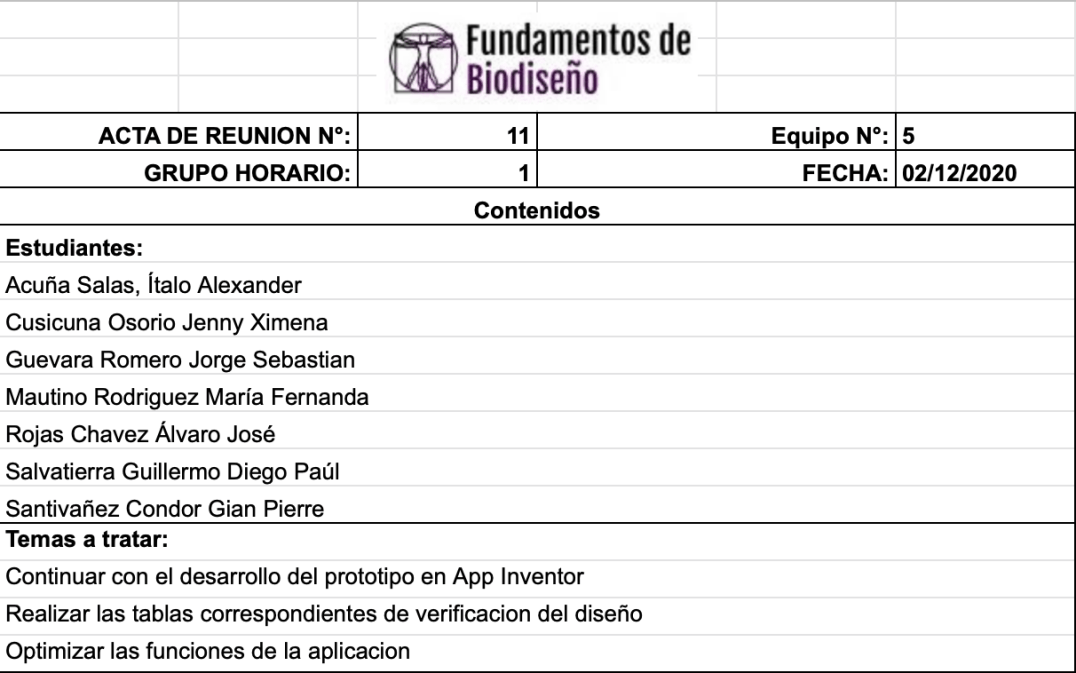 Fundamentos de
Biodiseño
ACTA DE REUNION Nº: 11 Equipo Nº: 5
GRUPO HORARIO: 1 FECHA: 02/12/2020
Contenidos
Estudiantes:
Acuña Salas, Ítalo Alexander
Cusicuna Osorio Jenny Ximena
Guevara Romero Jorge Sebastian
Mautino Rodriguez María Fernanda
Rojas Chavez Álvaro José
Salvatierra Guillermo Diego Paúl
Santivañez Condor Gian Pierre
Temas a tratar:
Continuar con el desarrollo del prototipo en App Inventor
Realizar las tablas correspondientes de verificacion del diseño
Optimizar las funciones de la aplicacion